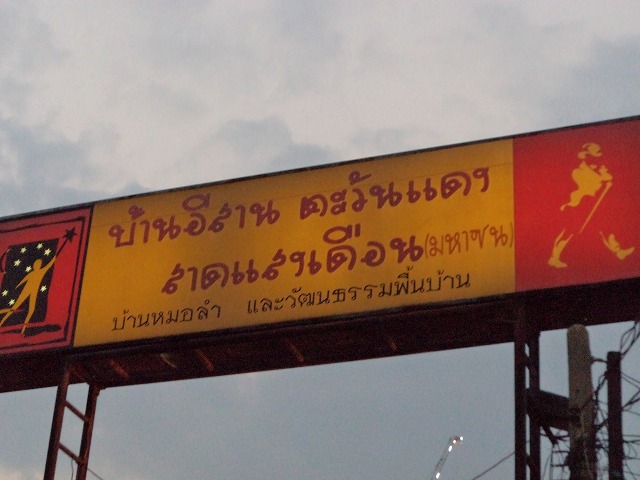 บ้านอีสาน ตะวันแดง
สาดแสงเดือน(มหาชน)
บ้านหมอลำ และวัฒนธรรมพื้นบ้าน